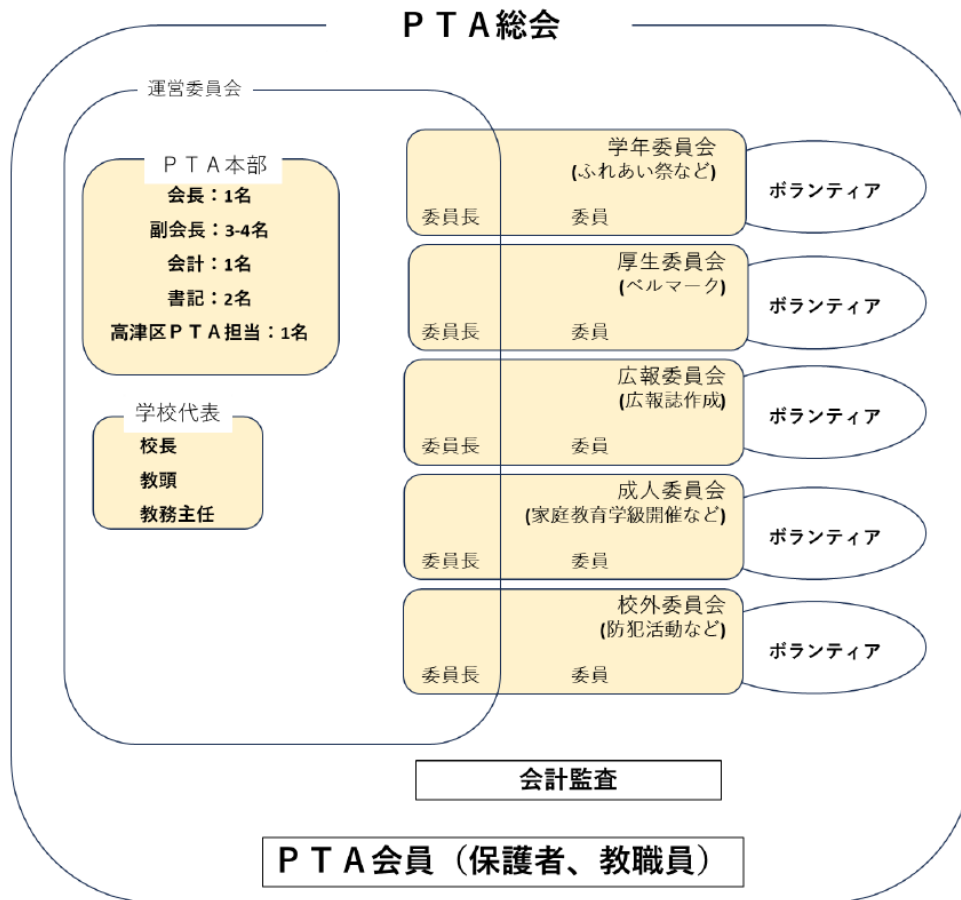 ＰＴＡ総会
運営委員会
ＰＴＡ本部
会長：1名
副会長：3-4名
会計：1名
書記：2名
高津区ＰＴＡ担当：1名
学校代表
校長
教頭
教務主任
学年委員会
(ふれあい祭など)
委員長 委員
ボランティア
厚生委員会
(ベルマーク)
委員長 委員
ボランティア
広報委員会
(広報誌作成)
委員長 委員
ボランティア
成人委員会
(家庭教育学級開催など)
委員長 委員
ボランティア
校外委員会
(防犯活動など)
委員長 委員
ボランティア
会計監査
ＰＴＡ会員（保護者、教職員）